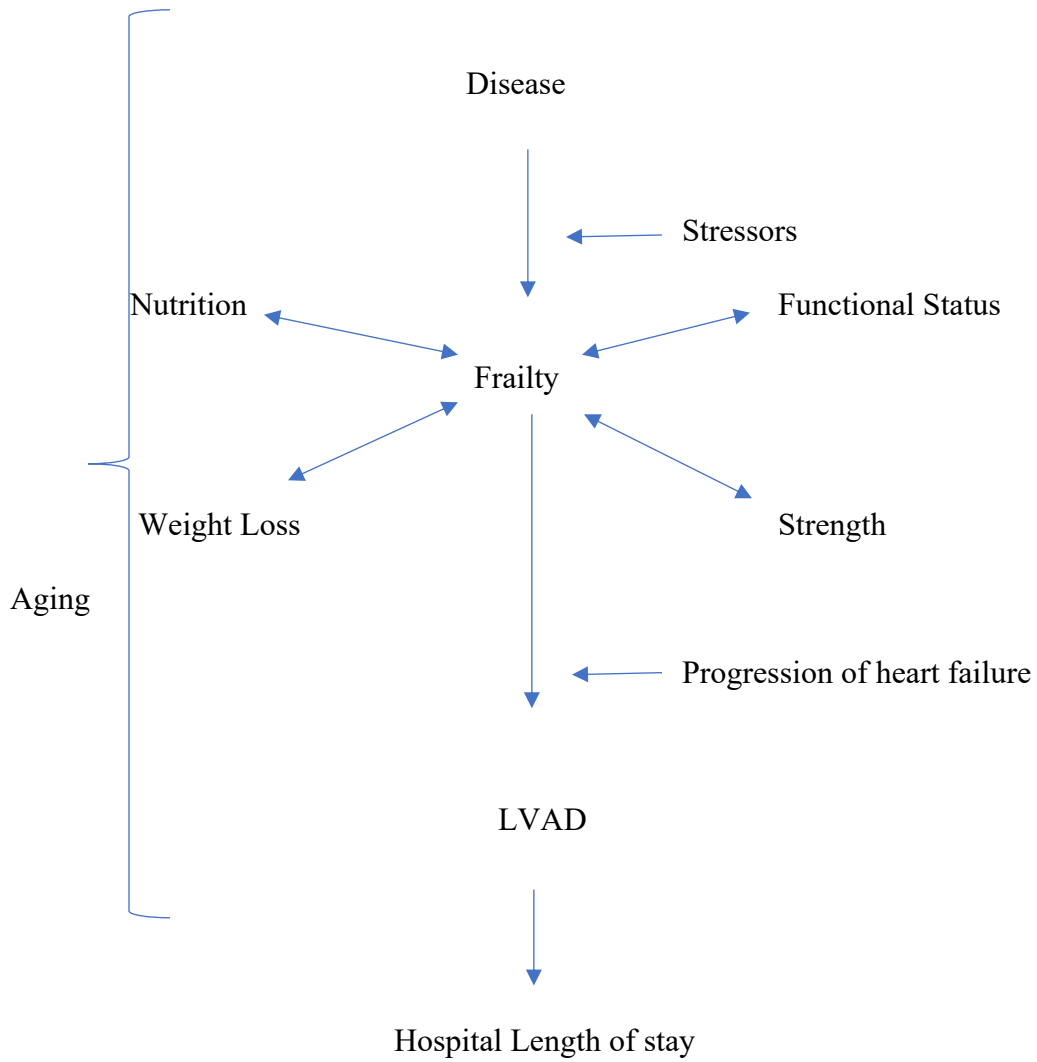 Disease
Stressors
Nutrition
Functional Status
Frailty
Weight Loss
Strength
Aging
Progression of heart failure
LVAD
Hospital Length of stay